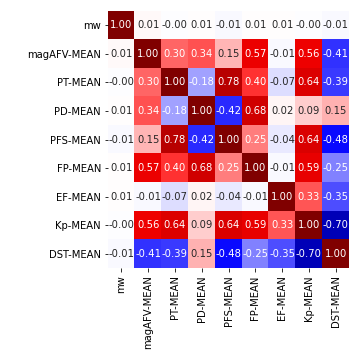 mw 1.00 0.01 -0.00 0.01 -0.01 0.01 0.01 -0.00 -0.01
magAFV-MEAN 0.01 1.00 0.30 0.34 0.15 0.57 -0.01 0.56 -0.41
PT-MEAN -0.00 0.30 1.00 -0.18 0.78 0.40 -0.07 0.64 -0.39
PD-MEAN 0.01 0.34 -0.18 1.00 -0.42 0.68 0.02 0.09 0.15
PFS-MEAN -0.01 0.15 0.78 -0.42 1.00 0.25 -0.04 0.64 -0.48
FP-MEAN 0.01 0.57 0.40 0.68 0.25 1.00 -0.01 0.59 -0.25
EF-MEAN 0.01 -0.01 -0.07 0.02 -0.04 -0.01 1.00 0.33 -0.35
Kp-MEAN -0.00 0.56 0.64 0.09 0.64 0.59 0.33 1.00 -0.70
DST-MEAN -0.01 -0.41 -0.39 0.15 -0.48 -0.25 -0.35 -0.70 1.00
mw
magAFV-MEAN
PT-MEAN
PD-MEAN
PFS-MEAN
FP-MEAN
EF-MEAN
Kp-MEAN
DST-MEAN